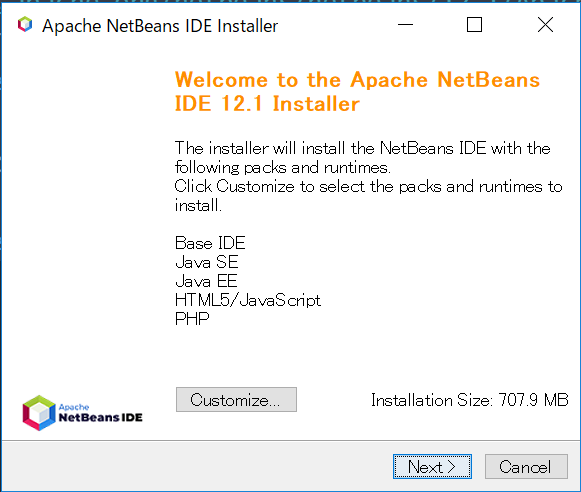 Apache NetBeans IDE Installer
Welcome to the Apache NetBeans
IDE 12.1 Installer
The installer will install the NetBeans IDE with the
following packs and runtimes.
Click Customize to select the packs and runtimes to
install.
Base IDE
Java SE
Java EE
HTML5/JavaScript
PHP
Customize...
Installation Size: 707.9 MB
Apache
NetBeans IDE
Next >
Cancel